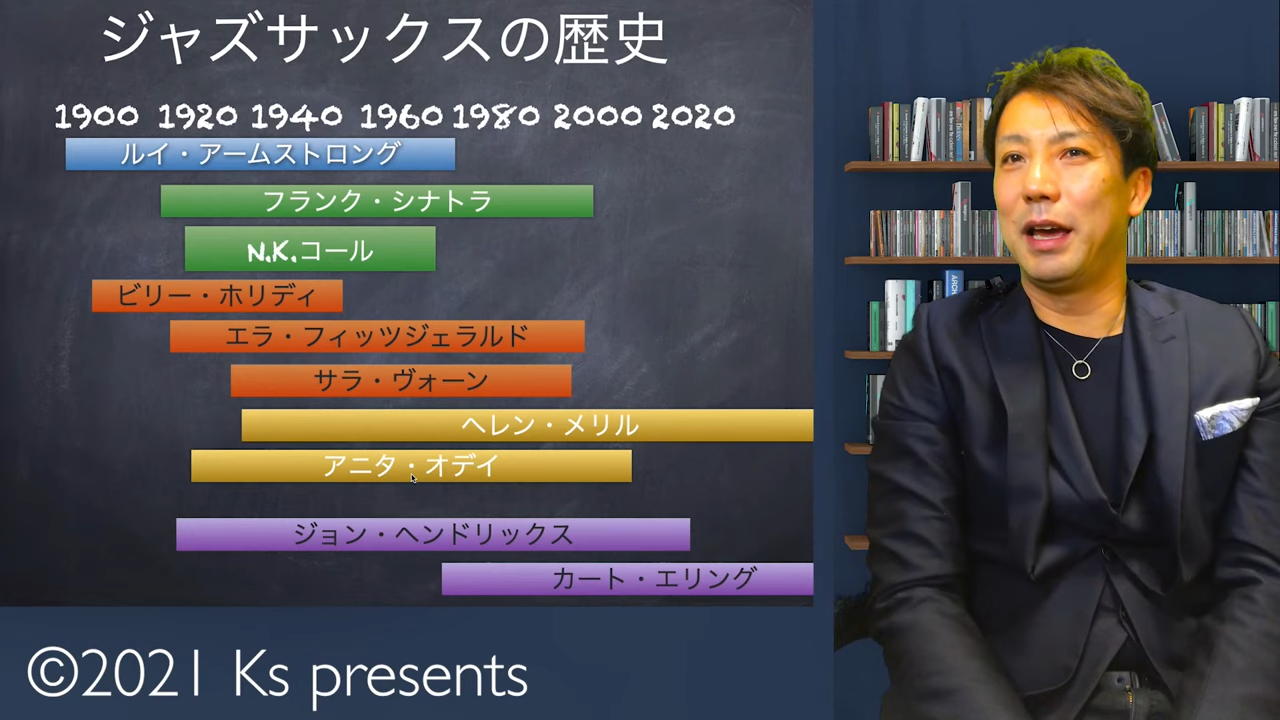 ジャズサックスの歴史
1900 1920 1940 1960 1980 2000 2020
ルイ・アームストロング
フランク・シナトラ
N.K.コール
ビリー・ホリディ
エラ・フィッツジェラルド
サラ・ヴォーン
ヘレン・メリル
アニタ・オデイ
ジョン・ヘンドリックス
カート・エリング
©2021 Ks presents